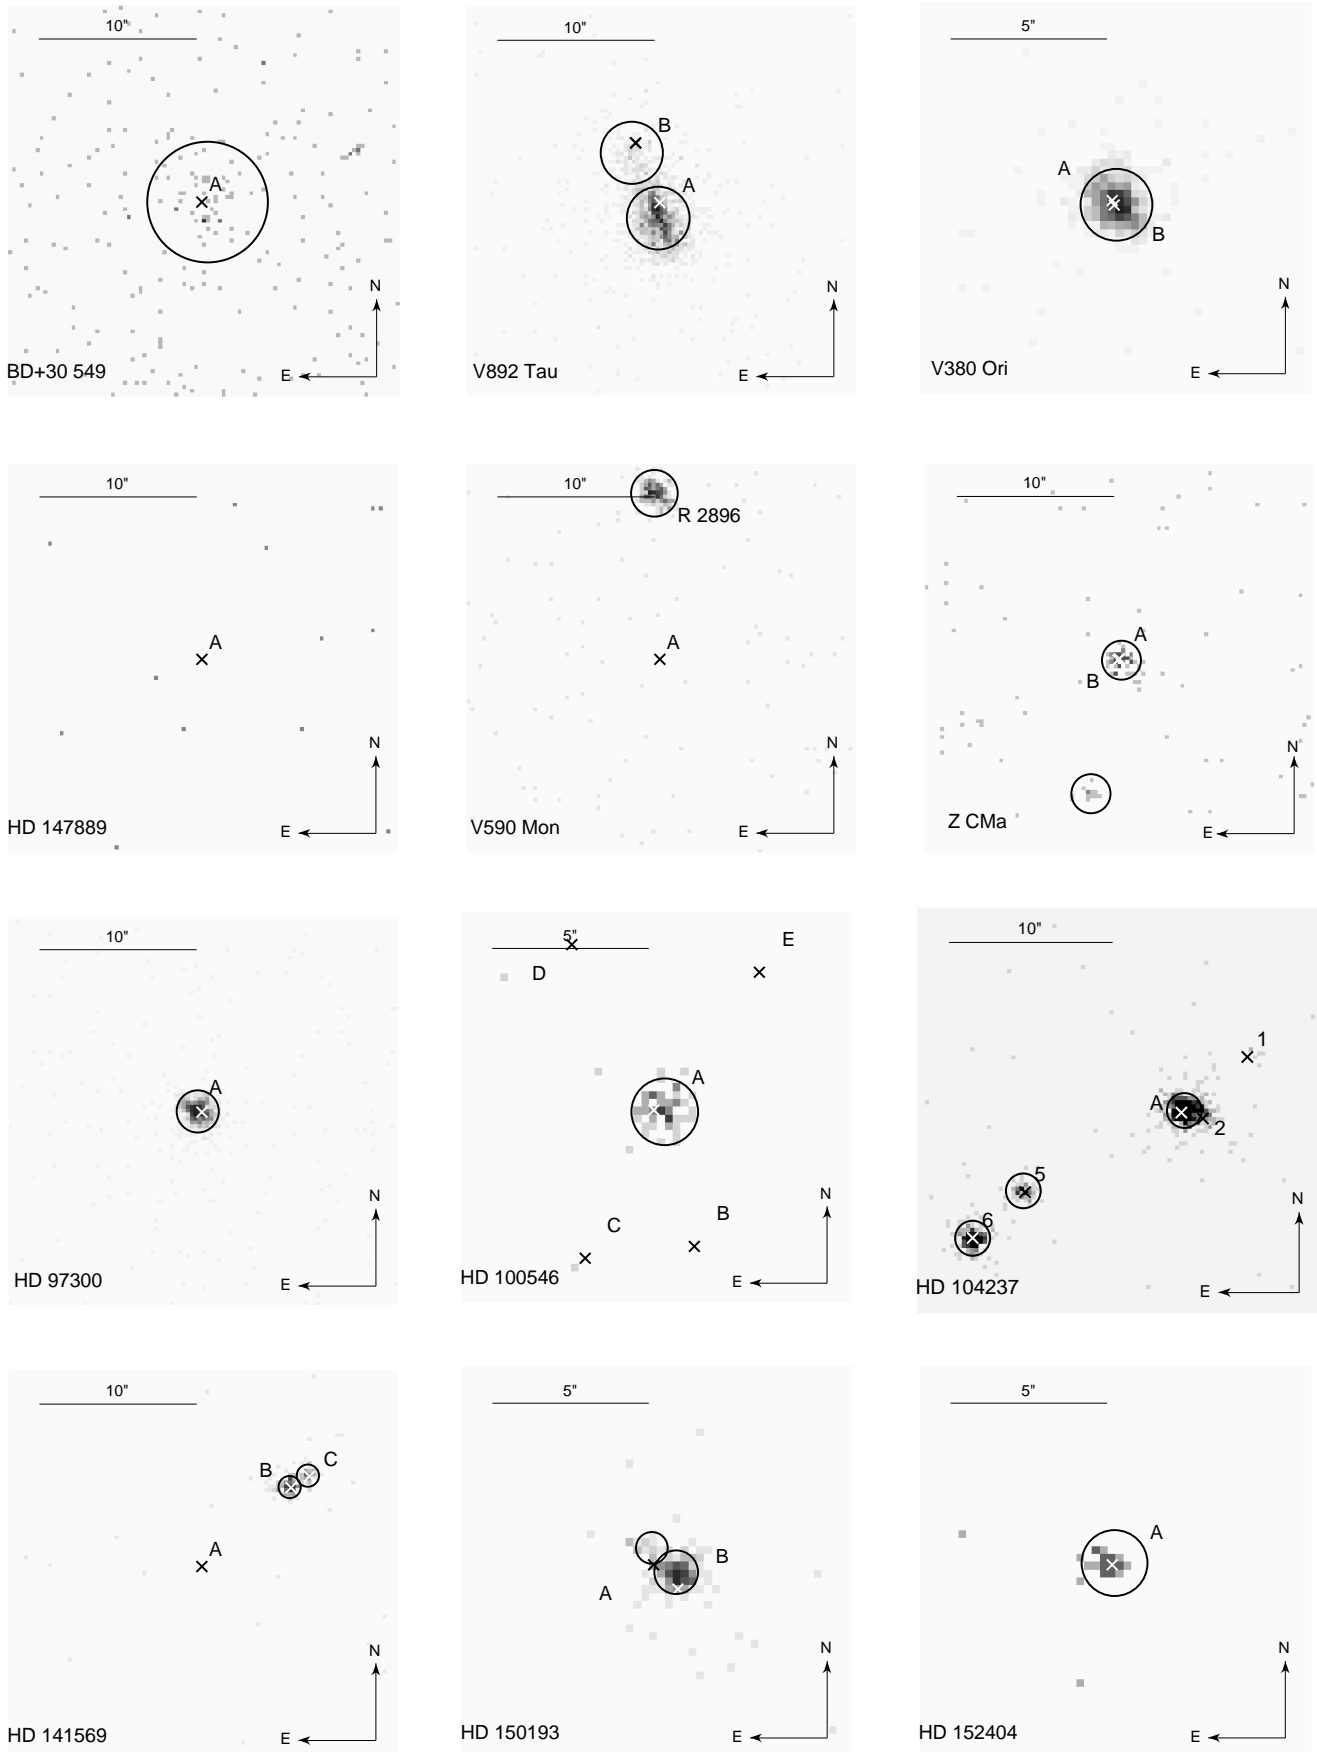 10"
A
N
E
BD+30 549
10"
B
A
N
E
V892 Tau
5"
A
B
N
E
V380 Ori
10"
A
N
E
HD 147889
10"
R 2896
A
N
E
V590 Mon
10"
A
B
N
E
Z CMa
10"
A
N
E
HD 97300
5"
E
D
A
B
C
N
E
HD 100546
10"
1
A
2
5
6
N
E
HD 104237
10"
B
C
A
N
E
HD 141569
5"
B
A
N
E
HD 150193
5"
A
N
E
HD 152404